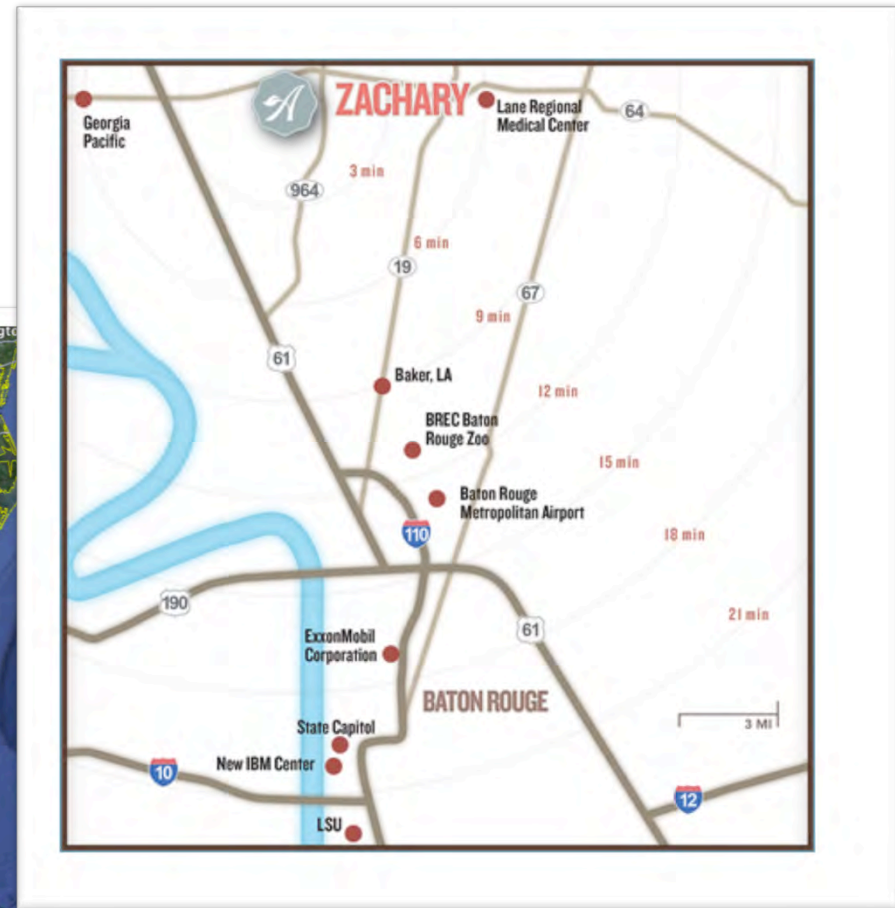 ZACHARY
Georgia
Pacific
Lane Regional
Medical Center
64
964
3 min
6 min
19
67
9 min
61
Baker, LA
12 min
BREC Baton
Rouge Zoo
15 min
Baton Rouge
Metropolitan Airport
110
18 min
190
61
21 min
ExxonMobil
Corporation
BATON ROUGE
3 MI
State Capitol
New IBM Center
10
12
LSU